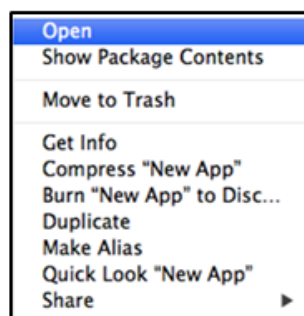 Open
Show Package Contents
Move to Trash
Get Info
Compress “New App”
Burn “New App” to Disc...
Duplicate
Make Alias
Quick Look “New App”
Share